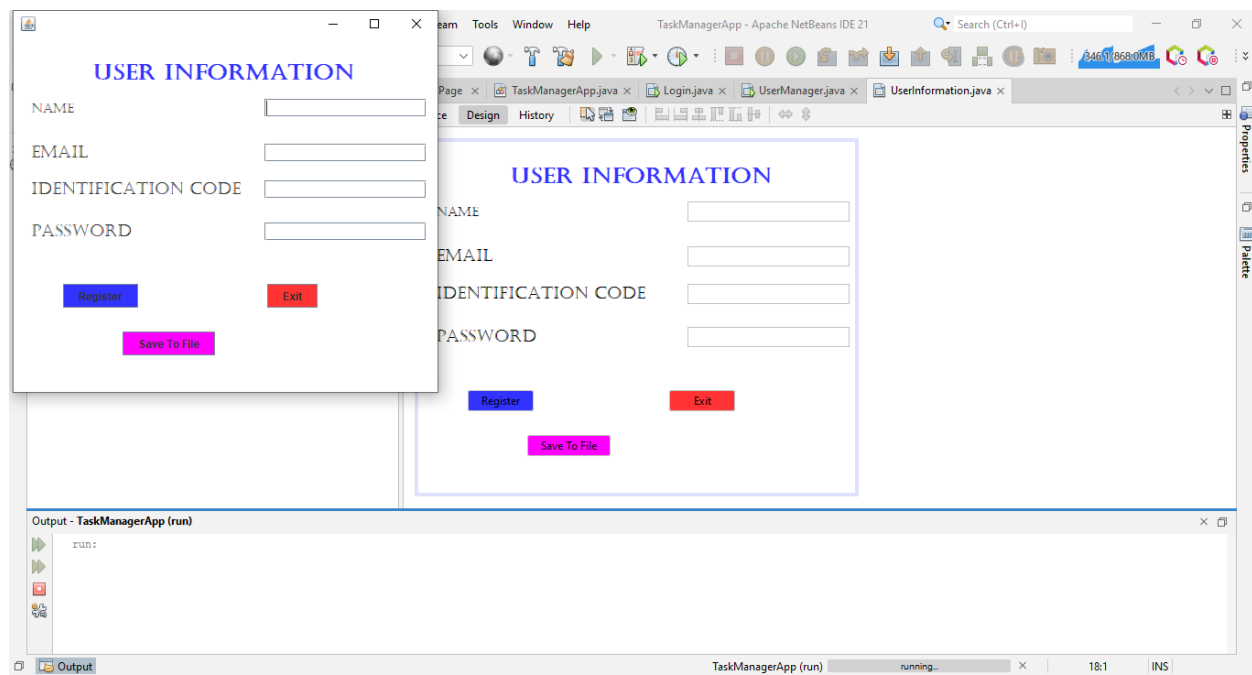 eam Tools Window Help TaskManagerApp - Apache NetBeans IDE 21 Search (Ctrl+I)
346.1/868.0MB
Page TaskManagerApp.java Login.java UserManager.java UserInformation.java
ce Design History
USER INFORMATION
NAME
EMAIL
IDENTIFICATION CODE
PASSWORD
Register Exit
Save To File
USER INFORMATION
NAME
EMAIL
IDENTIFICATION CODE
PASSWORD
Register Exit
Save To File
Properties
Palette
Output - TaskManagerApp (run)
run:
Output
TaskManagerApp (run) running... 18:1 INS